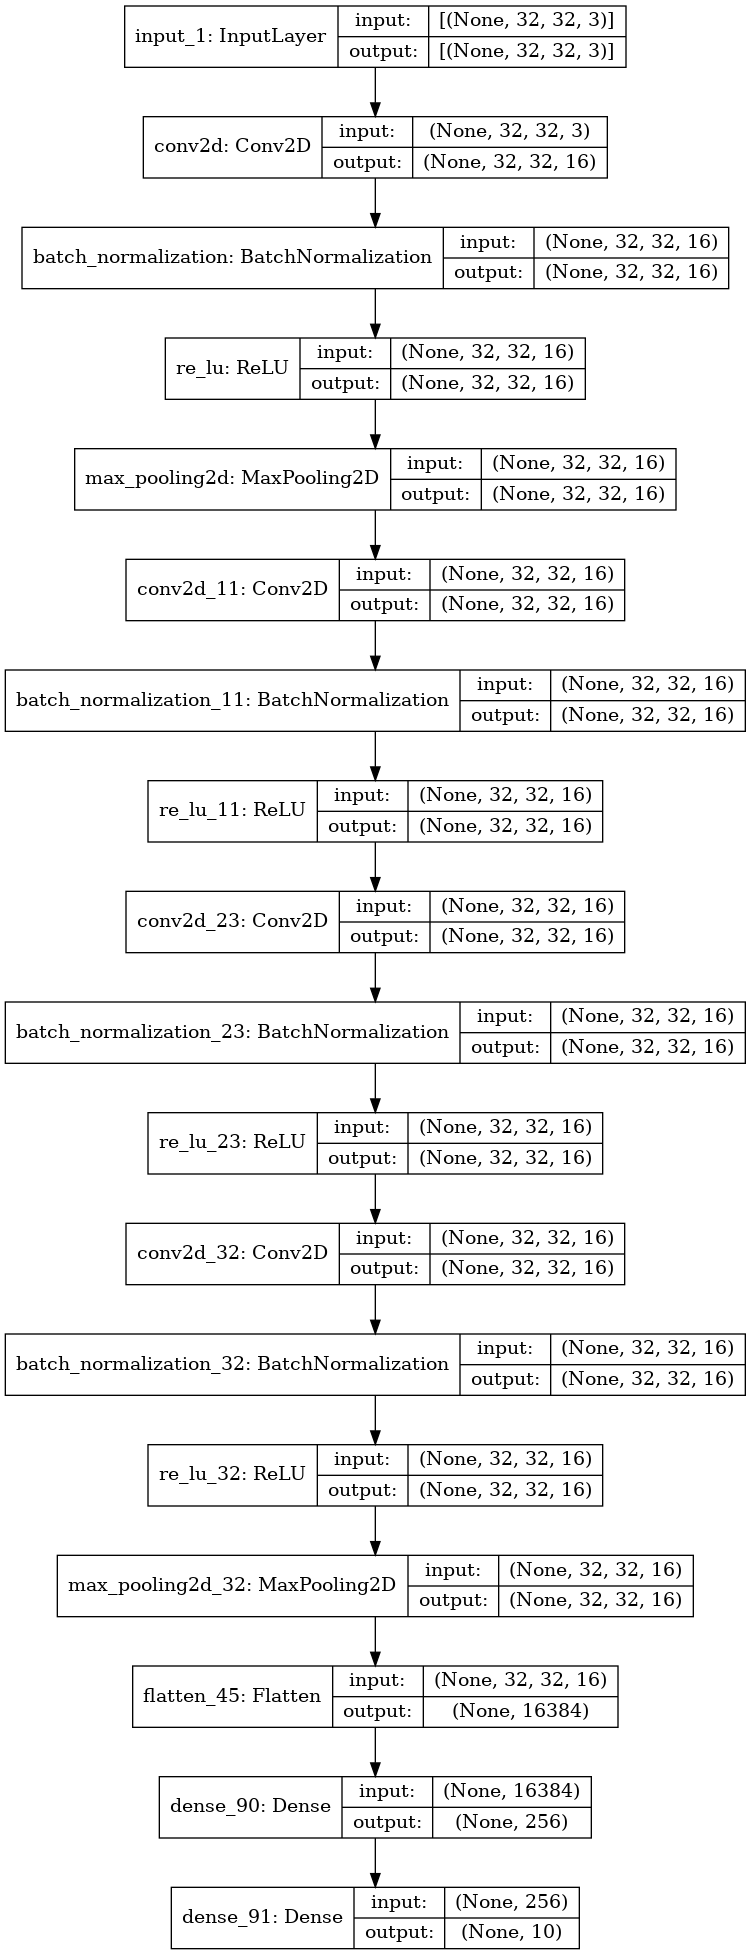 input_1: InputLayer
input: [(None, 32, 32, 3)]
output: [(None, 32, 32, 3)]
conv2d: Conv2D
input: (None, 32, 32, 3)
output: (None, 32, 32, 16)
batch_normalization: BatchNormalization
input: (None, 32, 32, 16)
output: (None, 32, 32, 16)
re_lu: ReLU
input: (None, 32, 32, 16)
output: (None, 32, 32, 16)
max_pooling2d: MaxPooling2D
input: (None, 32, 32, 16)
output: (None, 32, 32, 16)
conv2d_11: Conv2D
input: (None, 32, 32, 16)
output: (None, 32, 32, 16)
batch_normalization_11: BatchNormalization
input: (None, 32, 32, 16)
output: (None, 32, 32, 16)
re_lu_11: ReLU
input: (None, 32, 32, 16)
output: (None, 32, 32, 16)
conv2d_23: Conv2D
input: (None, 32, 32, 16)
output: (None, 32, 32, 16)
batch_normalization_23: BatchNormalization
input: (None, 32, 32, 16)
output: (None, 32, 32, 16)
re_lu_23: ReLU
input: (None, 32, 32, 16)
output: (None, 32, 32, 16)
conv2d_32: Conv2D
input: (None, 32, 32, 16)
output: (None, 32, 32, 16)
batch_normalization_32: BatchNormalization
input: (None, 32, 32, 16)
output: (None, 32, 32, 16)
re_lu_32: ReLU
input: (None, 32, 32, 16)
output: (None, 32, 32, 16)
max_pooling2d_32: MaxPooling2D
input: (None, 32, 32, 16)
output: (None, 32, 32, 16)
flatten_45: Flatten
input: (None, 32, 32, 16)
output: (None, 16384)
dense_90: Dense
input: (None, 16384)
output: (None, 256)
dense_91: Dense
input: (None, 256)
output: (None, 10)